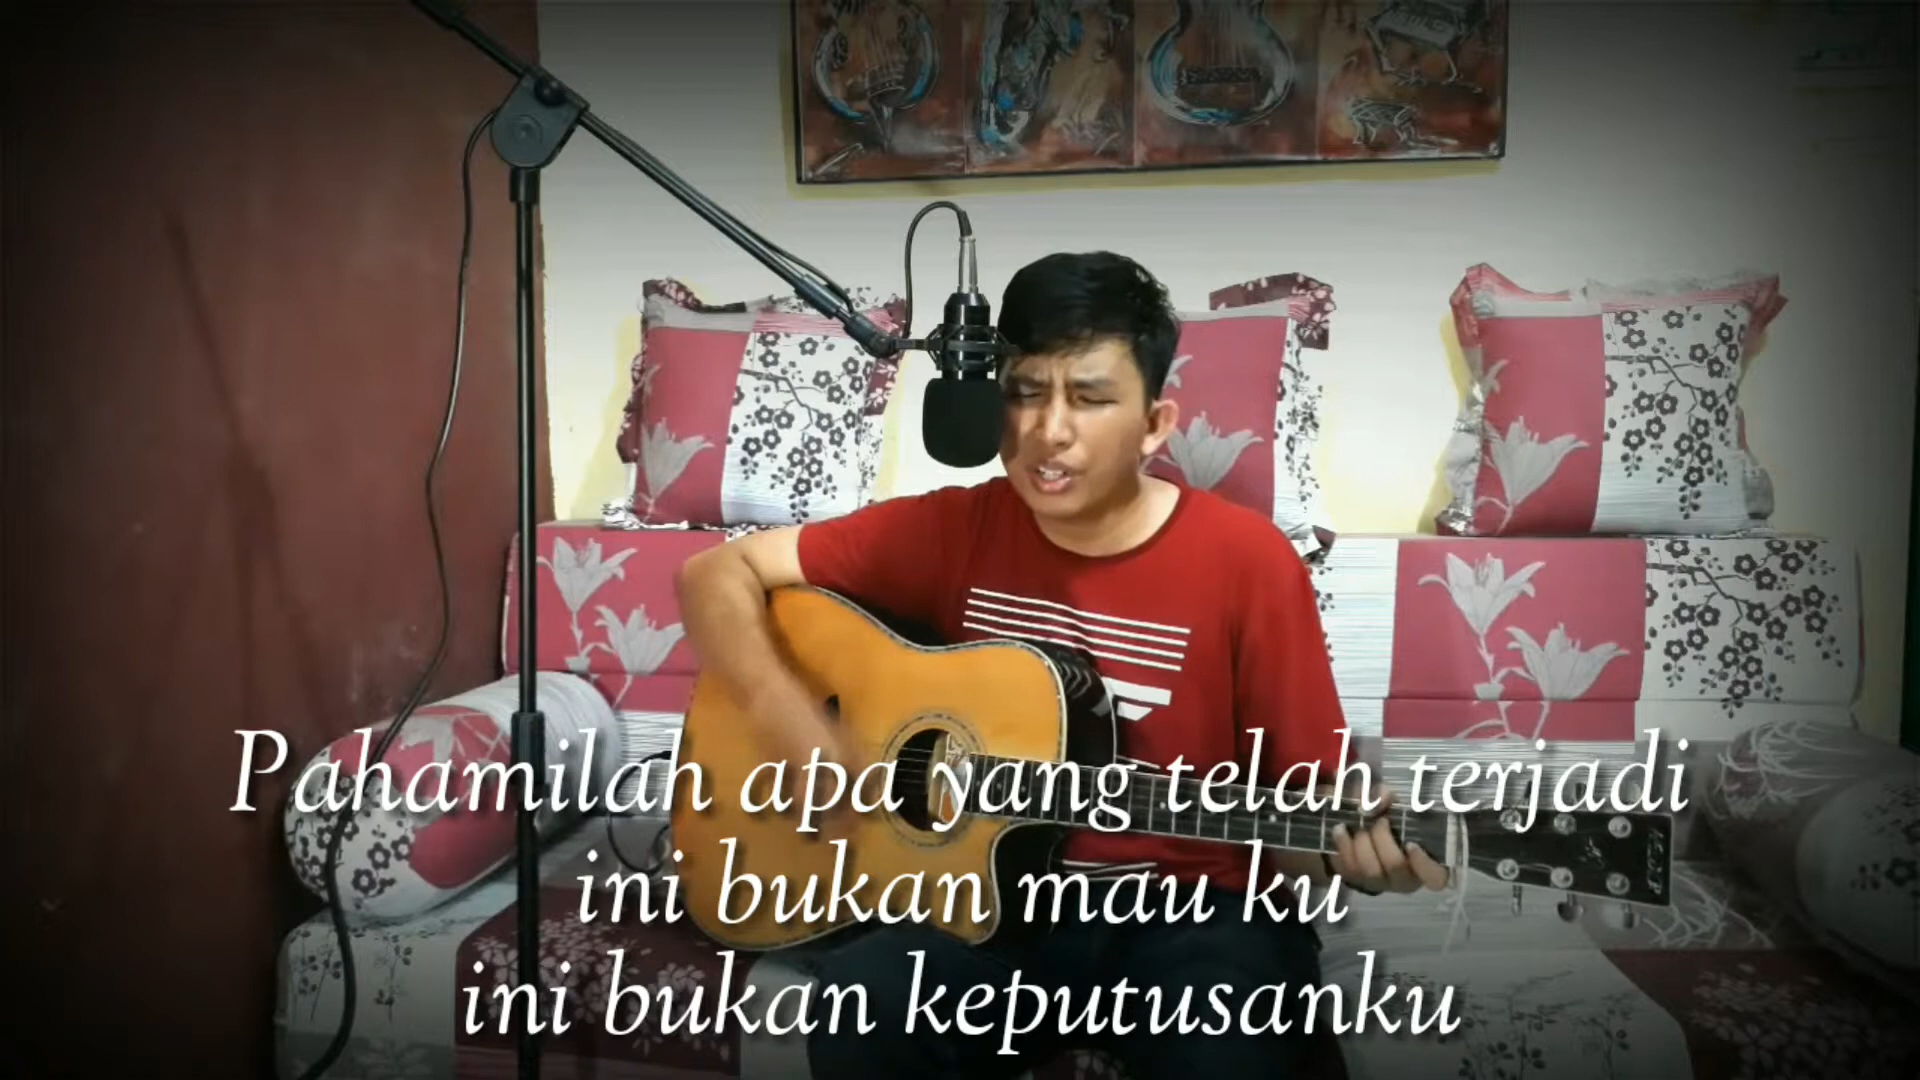 Pahamilah apa yang telah terjadi
ini bukan mau ku
ini bukan keputusanku